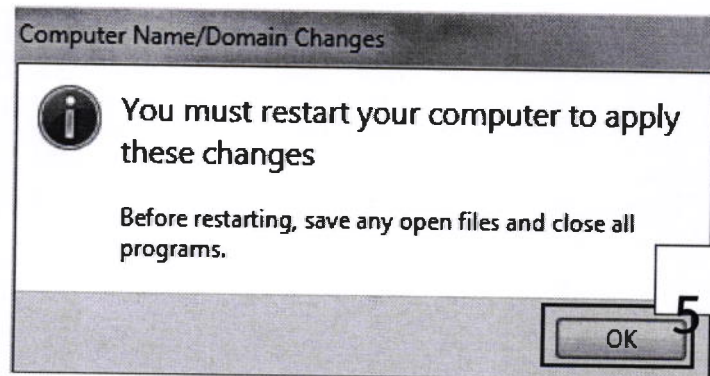 Computer Name/Domain Changes
You must restart your computer to apply
these changes
Before restarting, save any open files and close all
programs.
5
OK